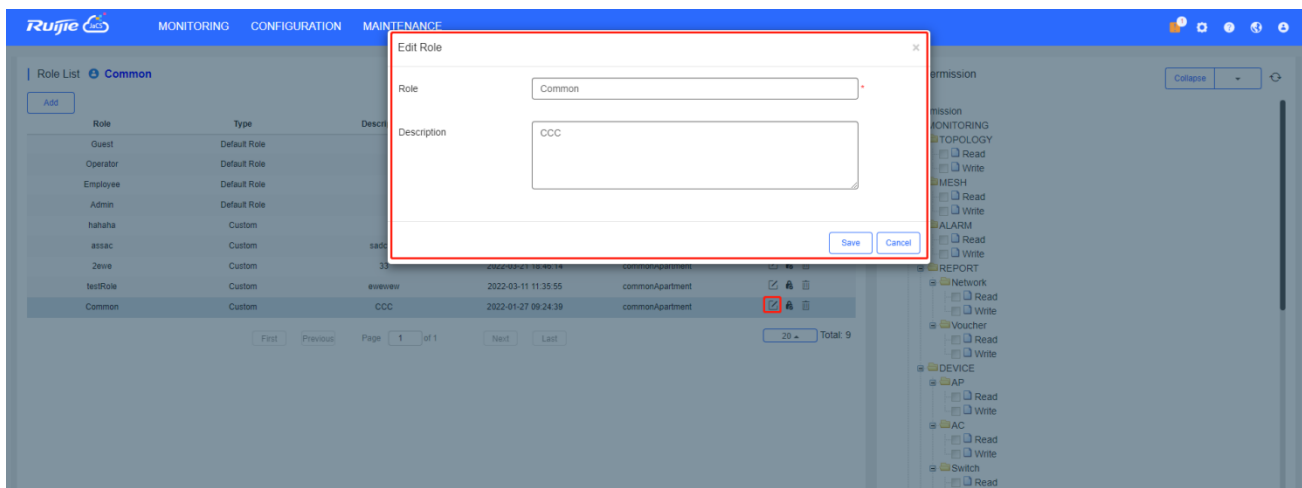 Ruijie MCS MONITORING CONFIGURATION MAINTENANCE 1
Edit Role ×
Role Common *
Description CCC
Save Cancel
Role List Common
Add
Role Type Descri
Guest Default Role
Operator Default Role
Employee Default Role
Admin Default Role
hahaha Custom
assac Custom sadc
2ewe Custom 33 2022-03-21 18:46:14 commonApartment
testRole Custom ewewew 2022-03-11 11:35:55 commonApartment
Common Custom CCC 2022-01-27 09:24:39 commonApartment
First Previous Page 1 of 1 Next Last 20 Total: 9
ermission Collapse
mission
MONITORING
TOPOLOGY
Read
Write
MESH
Read
Write
ALARM
Read
Write
REPORT
Network
Read
Write
Voucher
Read
Write
DEVICE
AP
Read
Write
AC
Read
Write
Switch
Read